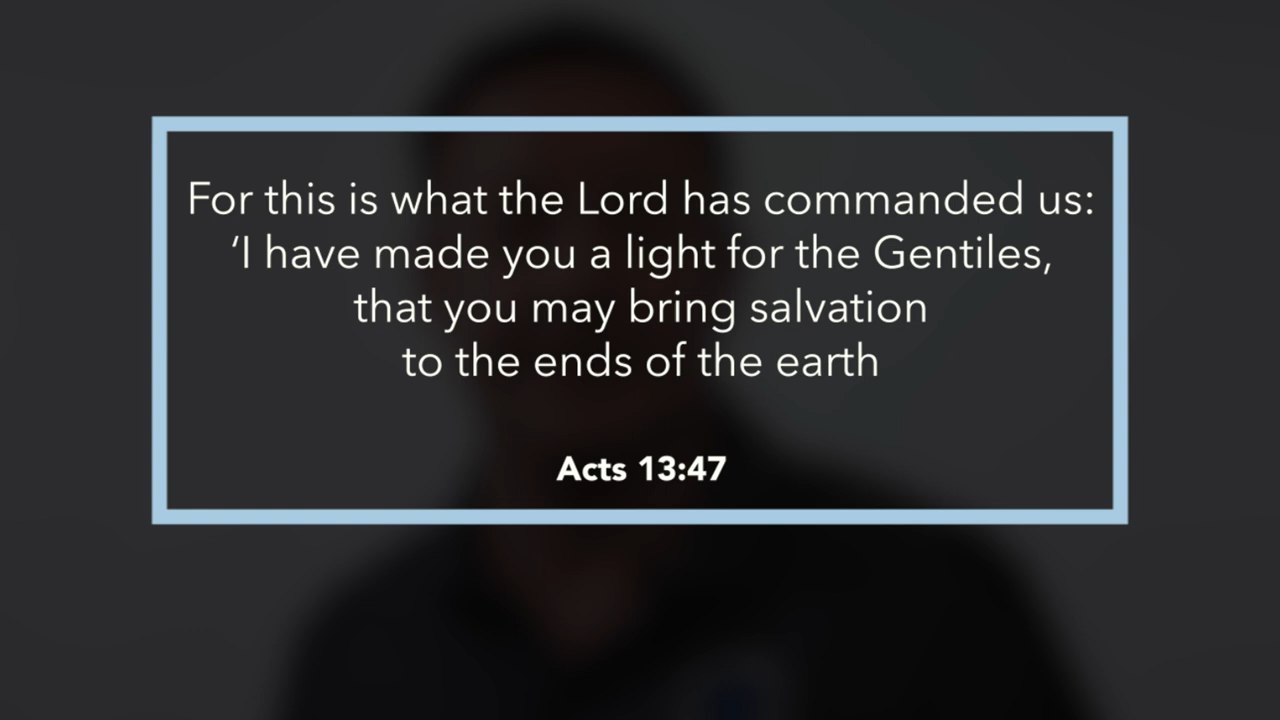 For this is what the Lord has commanded us:
‘I have made you a light for the Gentiles,
that you may bring salvation
to the ends of the earth
Acts 13:47